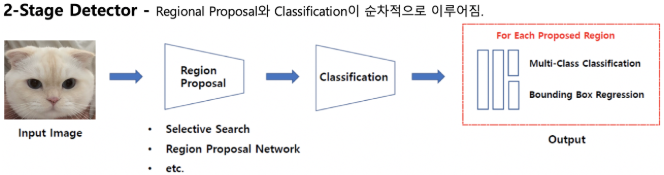 2-Stage Detector - Regional Proposal와 Classification이 순차적으로 이루어짐.
For Each Proposed Region
Region
Proposal
Classification
Multi-Class Classification
Bounding Box Regression
Input Image
Output
• Selective Search
• Region Proposal Network
• etc.